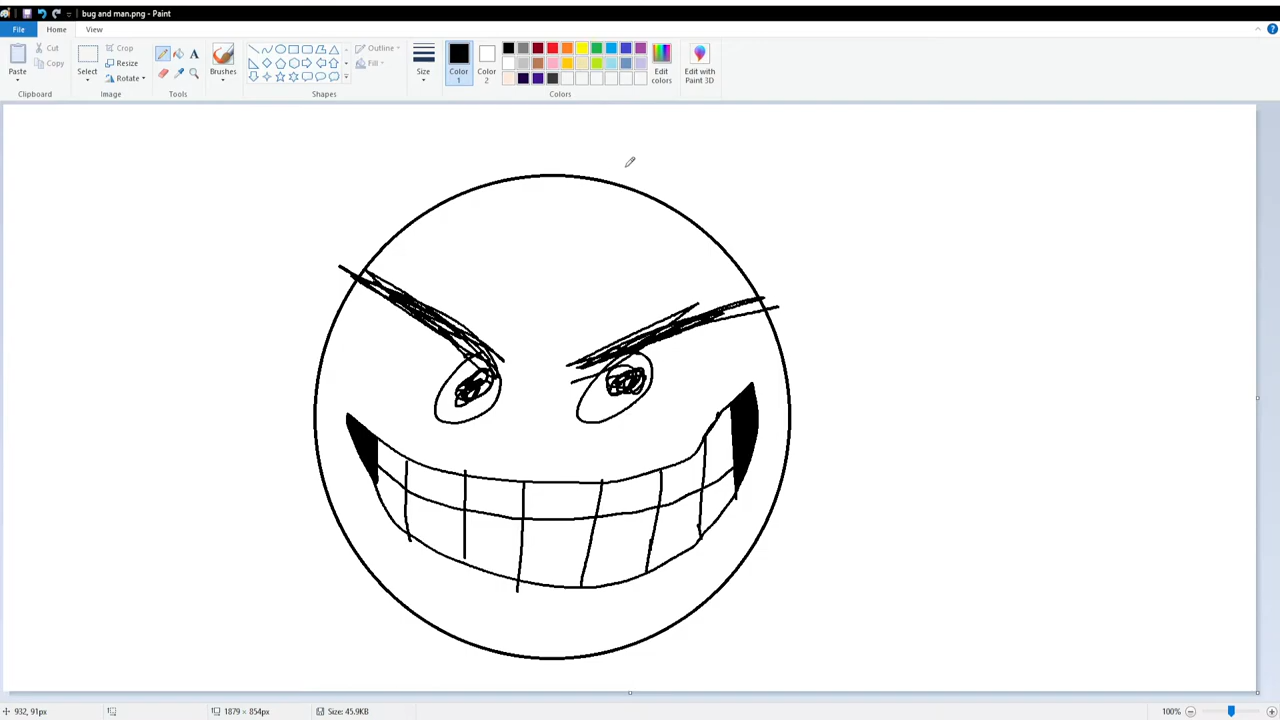 bug and man.png - Paint
File Home View
Paste Cut Copy Clipboard
Select Crop Resize Rotate Image
A Tools
Brushes
Outline Fill Shapes
Size
Color 1 Color 2 Edit colors Colors
Edit with Paint 3D
932, 91px 1879 × 854px Size: 45.9KB 100%